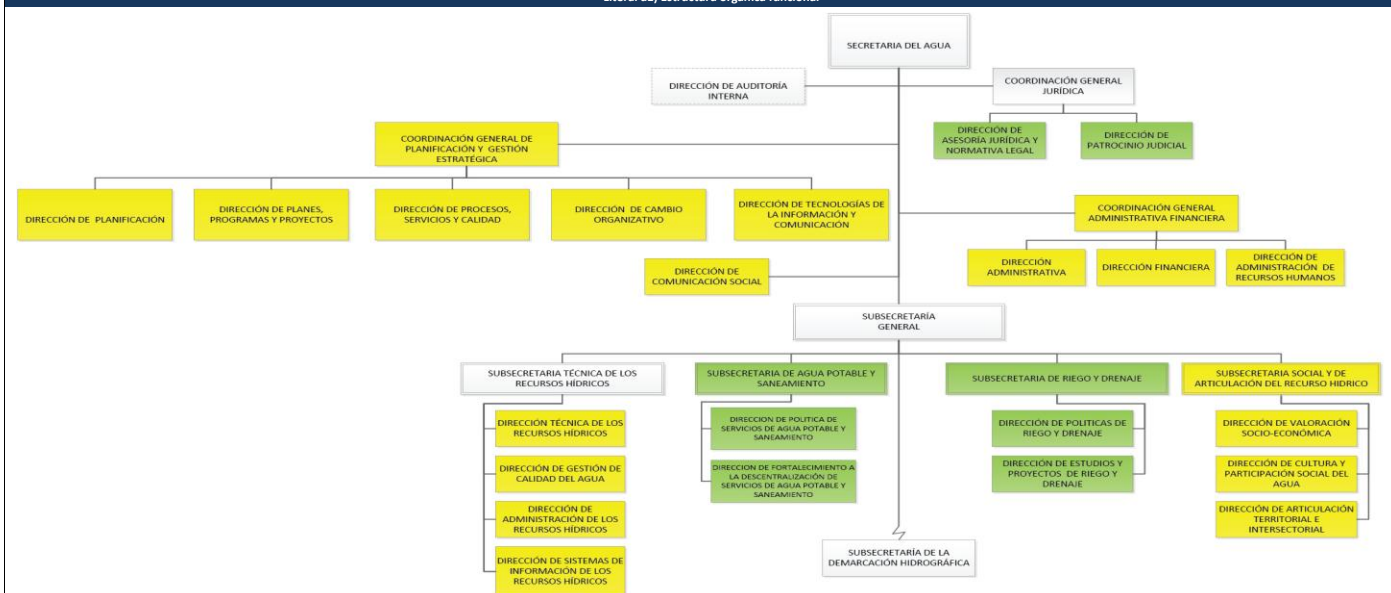 Literal a1) Estructura orgánica funcional
SECRETARIA DEL AGUA
DIRECCIÓN DE AUDITORÍA
INTERNA
COORDINACIÓN GENERAL
JURÍDICA
DIRECCIÓN DE
ASESORÍA JURÍDICA Y
NORMATIVA LEGAL
DIRECCIÓN DE
PATROCINIO JUDICIAL
COORDINACIÓN GENERAL DE
PLANIFICACIÓN Y GESTIÓN
ESTRATÉGICA
DIRECCIÓN DE PLANIFICACIÓN
DIRECCIÓN DE PLANES,
PROGRAMAS Y PROYECTOS
DIRECCIÓN DE PROCESOS,
SERVICIOS Y CALIDAD
DIRECCIÓN DE CAMBIO
ORGANIZATIVO
DIRECCIÓN DE TECNOLOGÍAS DE
LA INFORMACIÓN Y
COMUNICACIÓN
COORDINACIÓN GENERAL
ADMINISTRATIVA FINANCIERA
DIRECCIÓN
ADMINISTRATIVA
DIRECCIÓN FINANCIERA
DIRECCIÓN DE
ADMINISTRACIÓN DE
RECURSOS HUMANOS
DIRECCIÓN DE
COMUNICACIÓN SOCIAL
SUBSECRETARÍA
GENERAL
SUBSECRETARIA TÉCNICA DE LOS
RECURSOS HÍDRICOS
DIRECCIÓN TÉCNICA DE LOS
RECURSOS HÍDRICOS
DIRECCIÓN DE GESTIÓN DE
CALIDAD DEL AGUA
DIRECCIÓN DE
ADMINISTRACIÓN DE LOS
RECURSOS HÍDRICOS
DIRECCIÓN DE SISTEMAS DE
INFORMACIÓN DE LOS
RECURSOS HÍDRICOS
SUBSECRETARIA DE AGUA POTABLE Y
SANEAMIENTO
DIRECCION DE POLITICA DE
SERVICIOS DE AGUA POTABLE Y
SANEAMIENTO
DIRECCION DE FORTALECIMIENTO A
LA DESCENTRALIZACIÓN DE
SERVICIOS DE AGUA POTABLE Y
SANEAMIENTO
SUBSECRETARIA DE RIEGO Y DRENAJE
DIRECCIÓN DE POLITICAS DE
RIEGO Y DRENAJE
DIRECCIÓN DE ESTUDIOS Y
PROYECTOS DE RIEGO Y
DRENAJE
SUBSECRETARIA SOCIAL Y DE
ARTICULACIÓN DEL RECURSO HIDRICO
DIRECCIÓN DE VALORACIÓN
SOCIO-ECONÓMICA
DIRECCIÓN DE CULTURA Y
PARTICIPACIÓN SOCIAL DEL
AGUA
DIRECCIÓN DE ARTICULACIÓN
TERRITORIAL E
INTERSECTORIAL
SUBSECRETARÍA DE LA
DEMARCACIÓN HIDROGRÁFICA